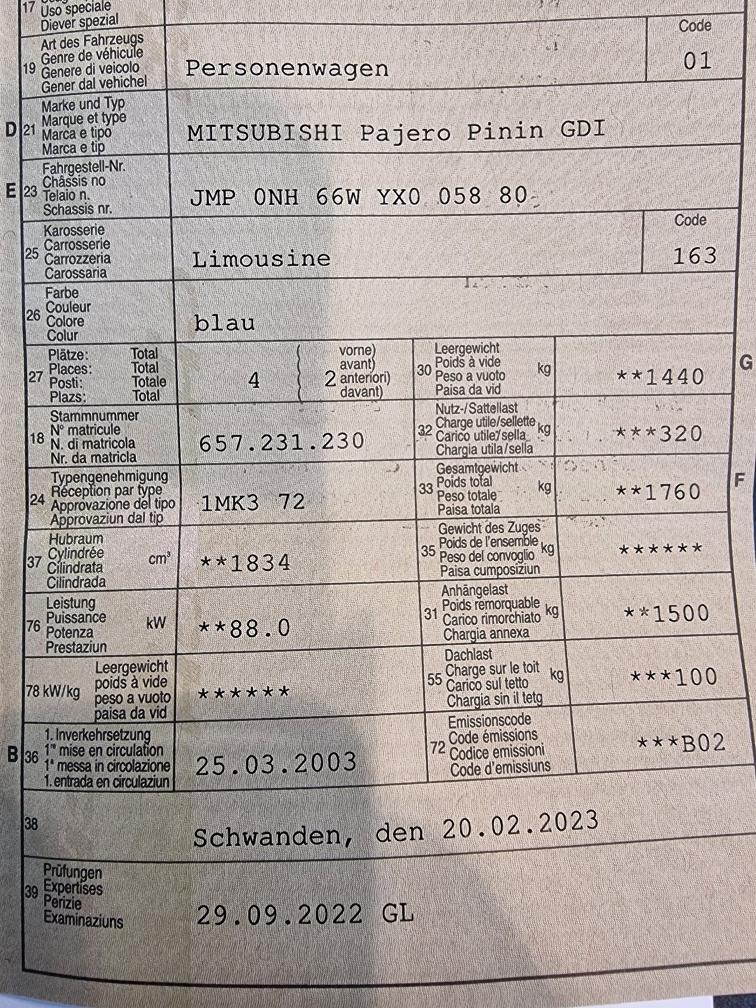 17 Uso speciale
Diever spezial
Art des Fahrzeugs
Genre de véhicule
19 Genere di veicolo
Gener dal vehichel
Personenwagen
Code
01
Marke und Typ
Marque et type
D 21 Marca e tipo
Marca e tip
MITSUBISHI Pajero Pinin GDI
Fahrgestell-Nr.
Châssis no
E 23 Telaio n.
Schassis nr.
JMP 0NH 66W YX0 058 80
Karosserie
Carrosserie
25 Carrozzeria
Carossaria
Limousine
Code
163
Farbe
Couleur
26 Colore
Colur
blau
Plätze: Total
Places: Total
27 Posti: Totale
Plazs: Total
4
vorne)
avant)
2 anteriori)
davant)
Leergewicht
30 Poids à vide kg
Peso a vuoto
Paisa da vid
**1440
G
Stammnummer
18 N° matricule
N. di matricola
Nr. da matricla
657.231.230
Nutz-/Sattellast
Charge utile/sellette
32 Carico utile/sella kg
Chargia utila/sella
***320
Typengenehmigung
Réception par type
24 Approvazione del tipo
Approvaziun dal tip
1MK3 72
Gesamtgewicht
33 Poids total kg
Peso totale
Paisa totala
**1760
F
Hubraum
37 Cylindrée cm³
Cilindrata
Cilindrada
**1834
Gewicht des Zuges
35 Poids de l'ensemble kg
Peso del convoglio
Paisa cumposiziun
******
Leistung
76 Puissance kW
Potenza
Prestaziun
**88.0
Anhängelast
31 Poids remorquable kg
Carico rimorchiato
Chargia annexa
**1500
Leergewicht
78 kW/kg poids à vide
peso a vuoto
paisa da vid
******
Dachlast
Charge sur le toit
55 Carico sul tetto kg
Chargia sin il tetg
***100
1. Inverkehrsetzung
B 36 1re mise en circulation
1a messa in circolazione
1. entrada en circulaziun
25.03.2003
Emissionscode
Code émissions
72 Codice emissioni
Code d'emissiuns
***B02
38
Schwanden, den 20.02.2023
Prüfungen
39 Expertises
Perizie
Examinaziuns
29.09.2022 GL